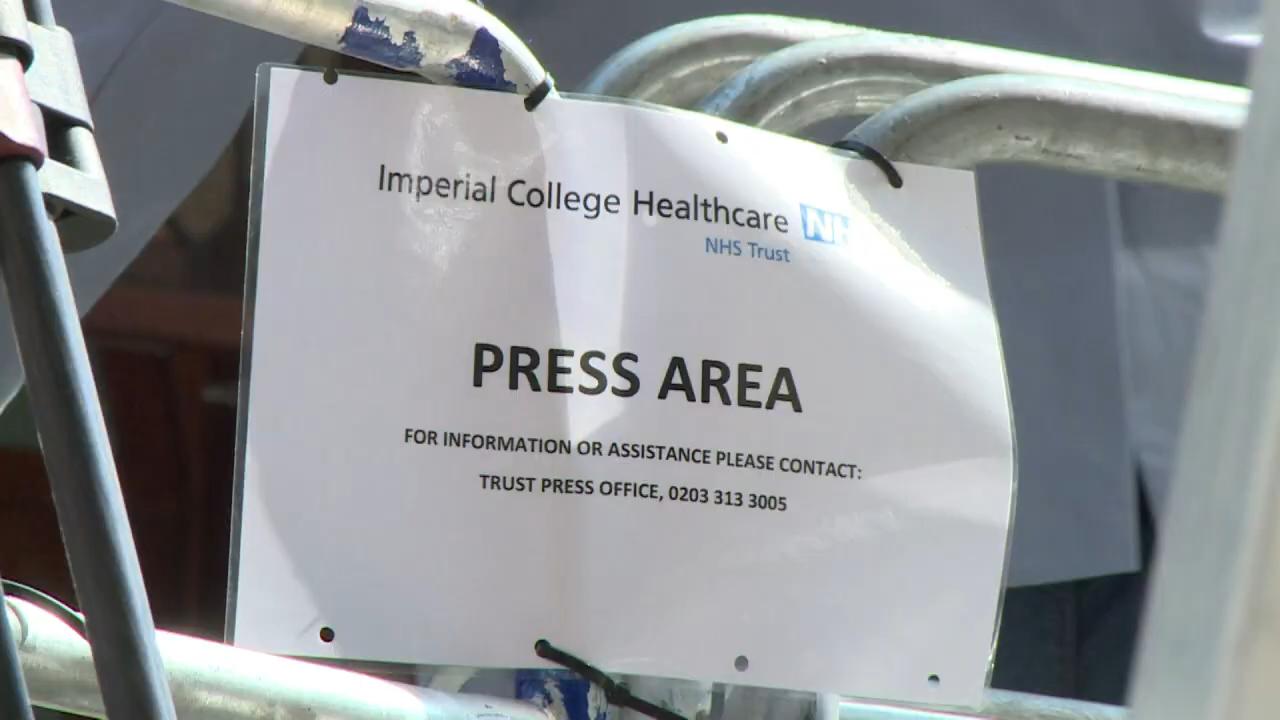 Imperial College Healthcare NH
NHS Trust
PRESS AREA
FOR INFORMATION OR ASSISTANCE PLEASE CONTACT:
TRUST PRESS OFFICE, 0203 313 3005